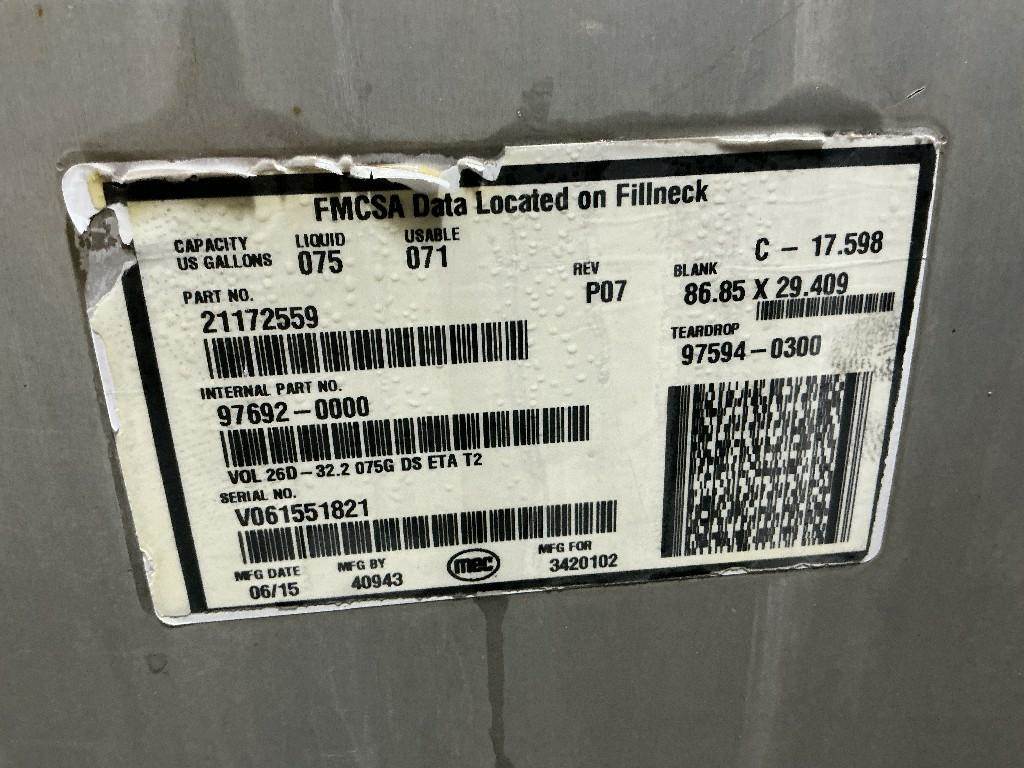 FMCSA Data Located on Fillneck
CAPACITY US GALLONS
LIQUID 075
USABLE 071
C - 17.598
PART NO.
21172559
REV
P07
BLANK
86.85 X 29.409
TEARDROP
97594-0300
INTERNAL PART NO.
97692-0000
VOL 26D-32.2 075G DS ETA T2
SERIAL NO.
V061551821
MFG DATE
06/15
MFG BY
40943
mec
MFG FOR
3420102